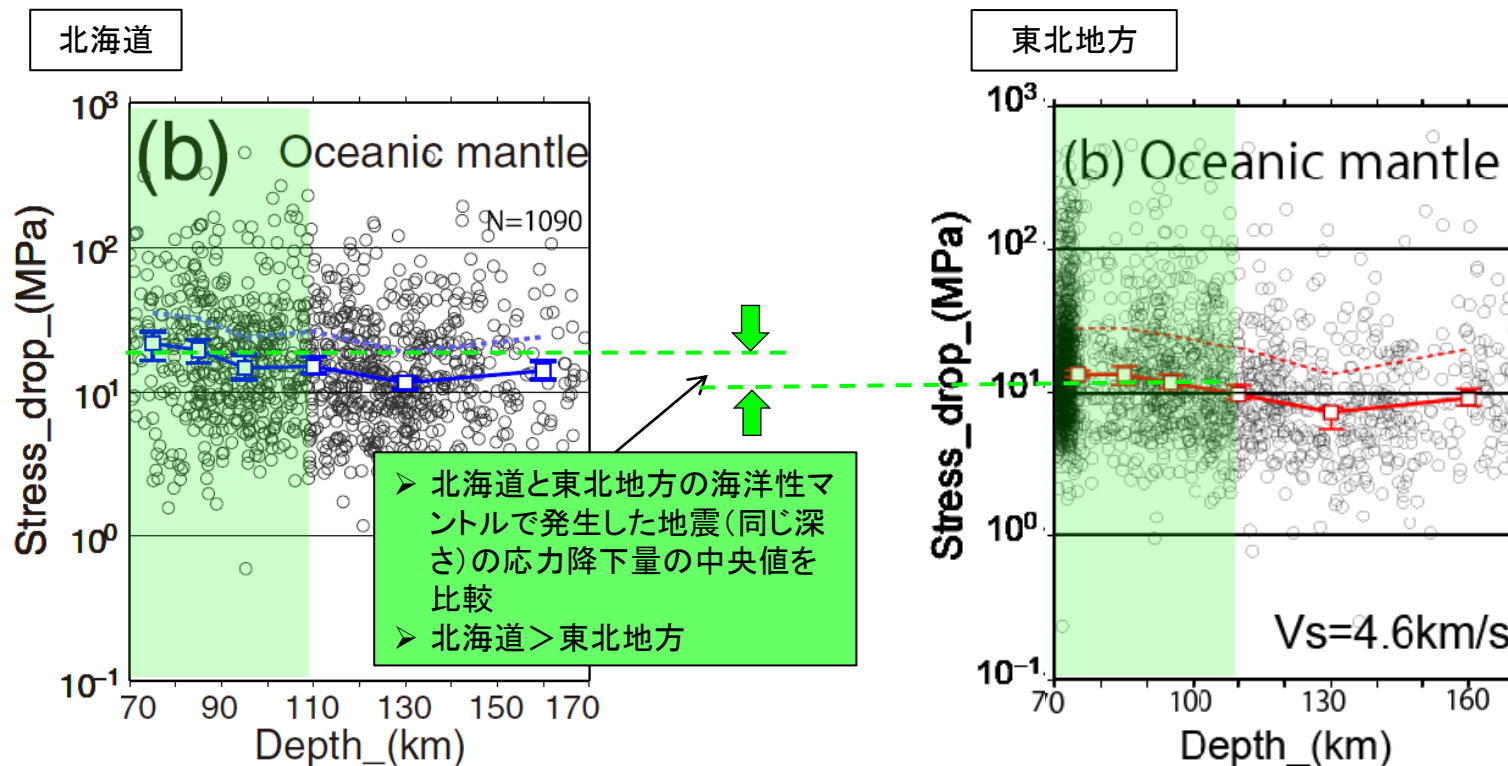 北海道
10³
10²
10¹
10⁰
10⁻¹
Stress_drop_(MPa)
(b) Oceanic mantle
N=1090
70 90 110 130 150 170
Depth_(km)
➢ 北海道と東北地方の海洋性マ
ントルで発生した地震（同じ深
さ）の応力降下量の中央値を
比較
➢ 北海道＞東北地方
東北地方
10³
10²
10¹
10⁰
10⁻¹
Stress_drop_(MPa)
(b) Oceanic mantle
Vs=4.6km/s
70 100 130 160
Depth_(km)